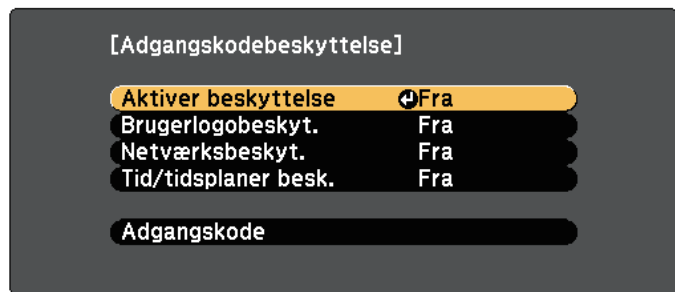 [Adgangskodebeskyttelse]
Aktiver beskyttelse Fra
Brugerlogobeskyt. Fra
Netværksbeskyt. Fra
Tid/tidsplaner besk. Fra
Adgangskode